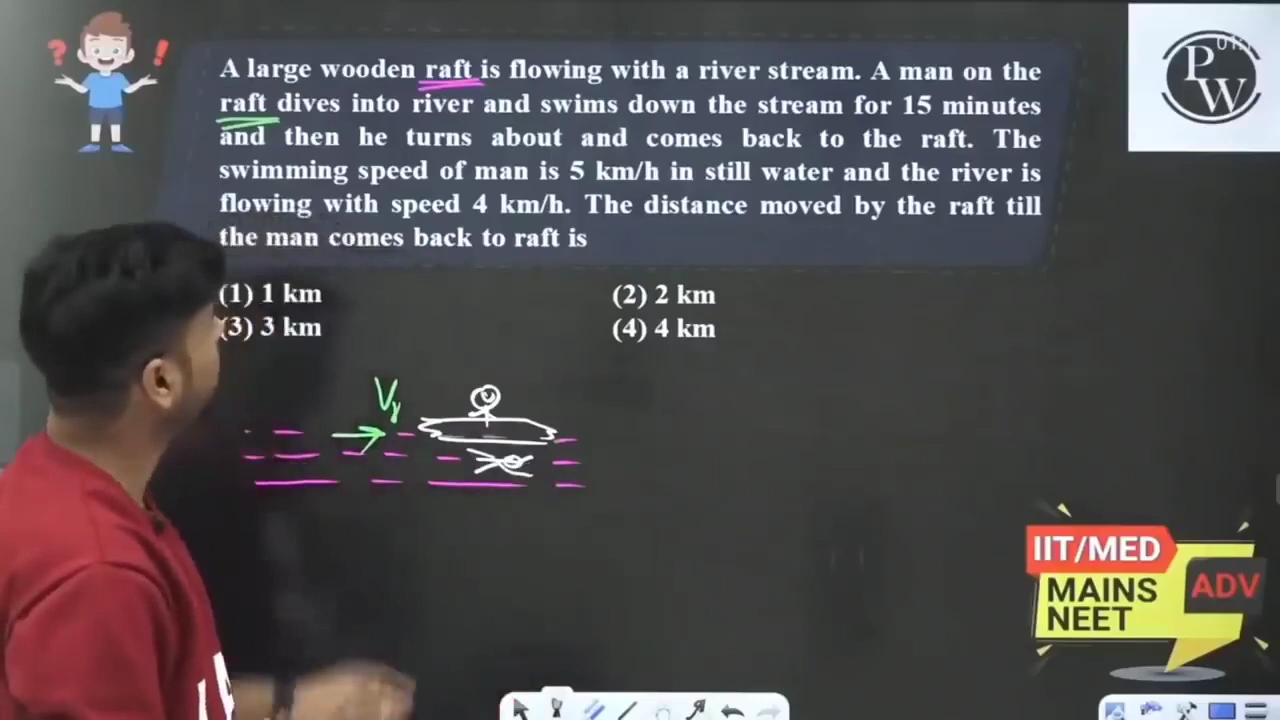 A large wooden raft is flowing with a river stream. A man on the
raft dives into river and swims down the stream for 15 minutes
and then he turns about and comes back to the raft. The
swimming speed of man is 5 km/h in still water and the river is
flowing with speed 4 km/h. The distance moved by the raft till
the man comes back to raft is
(1) 1 km (2) 2 km
(3) 3 km (4) 4 km
Vr
P
W
IIT/MED
MAINS
NEET
ADV